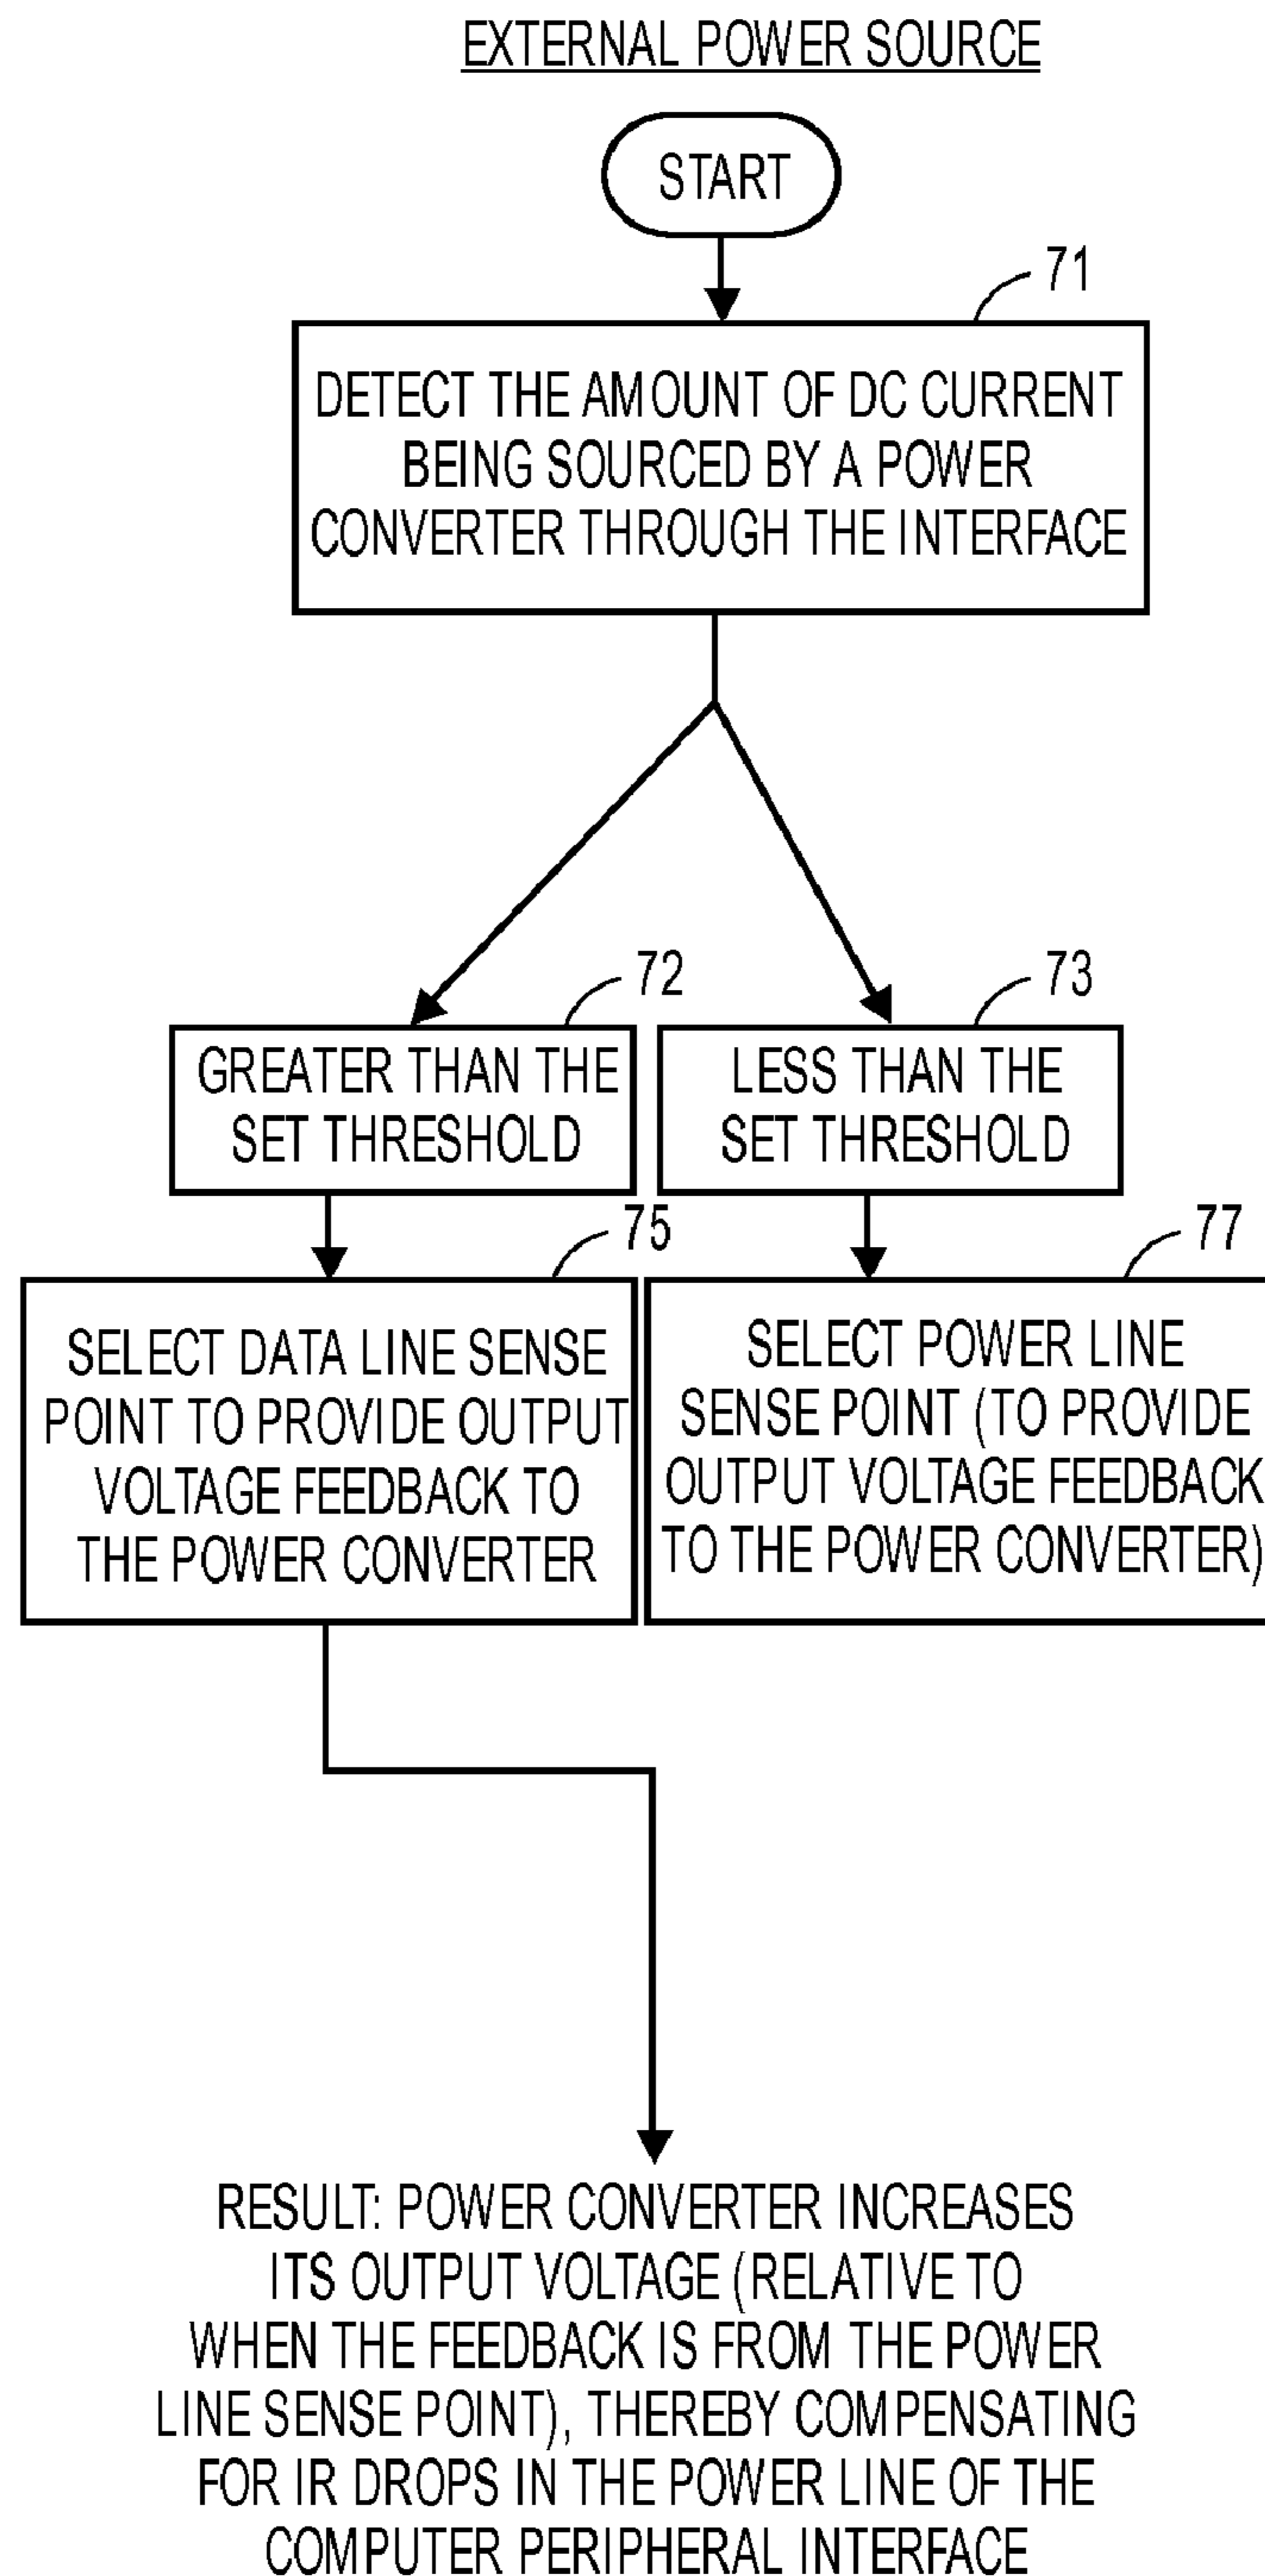 EXTERNAL POWER SOURCE
START
71
DETECT THE AMOUNT OF DC CURRENT
BEING SOURCED BY A POWER
CONVERTER THROUGH THE INTERFACE
72
GREATER THAN THE
SET THRESHOLD
73
LESS THAN THE
SET THRESHOLD
75
SELECT DATA LINE SENSE
POINT TO PROVIDE OUTPUT
VOLTAGE FEEDBACK TO
THE POWER CONVERTER
77
SELECT POWER LINE
SENSE POINT (TO PROVIDE
OUTPUT VOLTAGE FEEDBACK
TO THE POWER CONVERTER)
RESULT: POWER CONVERTER INCREASES
ITS OUTPUT VOLTAGE (RELATIVE TO
WHEN THE FEEDBACK IS FROM THE POWER
LINE SENSE POINT), THEREBY COMPENSATING
FOR IR DROPS IN THE POWER LINE OF THE
COMPUTER PERIPHERAL INTERFACE